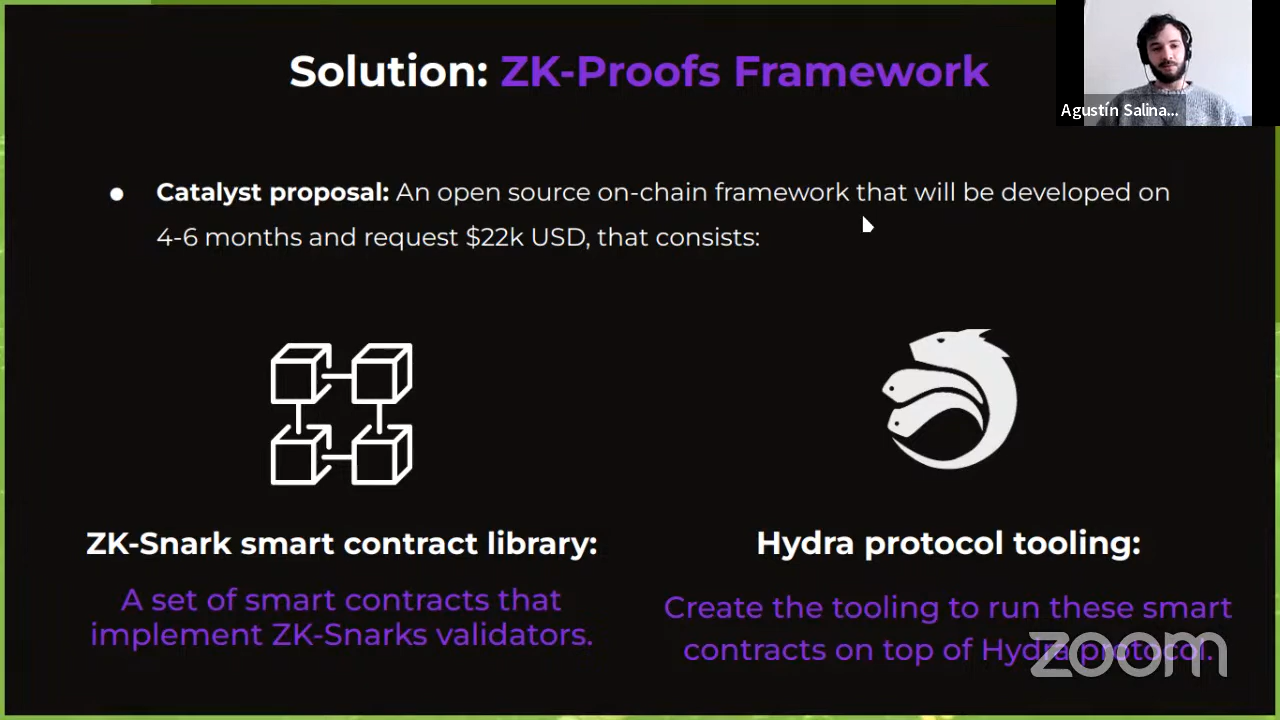 Solution: ZK-Proofs Framework
Agustín Salina...
● Catalyst proposal: An open source on-chain framework that will be developed on
4-6 months and request $22k USD, that consists:
ZK-Snark smart contract library:
A set of smart contracts that
implement ZK-Snarks validators.
Hydra protocol tooling:
Create the tooling to run these smart
contracts on top of Hydra protocol.
zoom